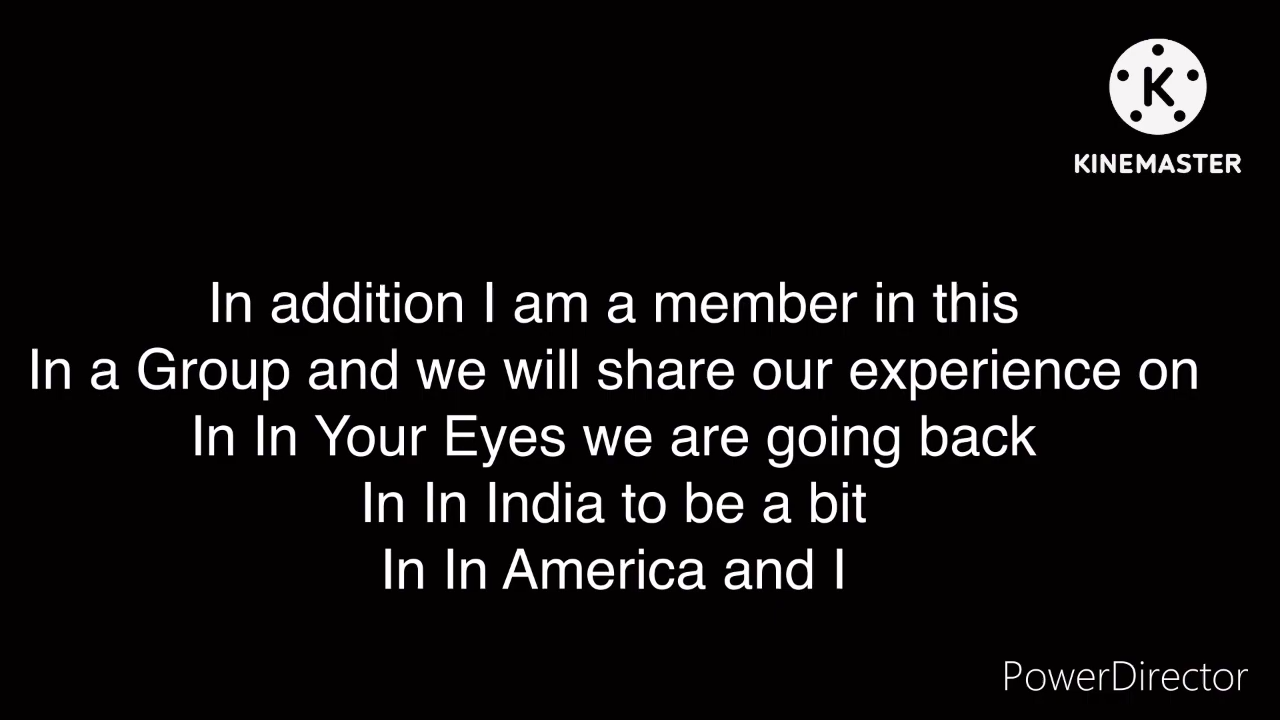 K
KINEMASTER
In addition I am a member in this
In a Group and we will share our experience on
In In Your Eyes we are going back
In In India to be a bit
In In America and I
PowerDirector